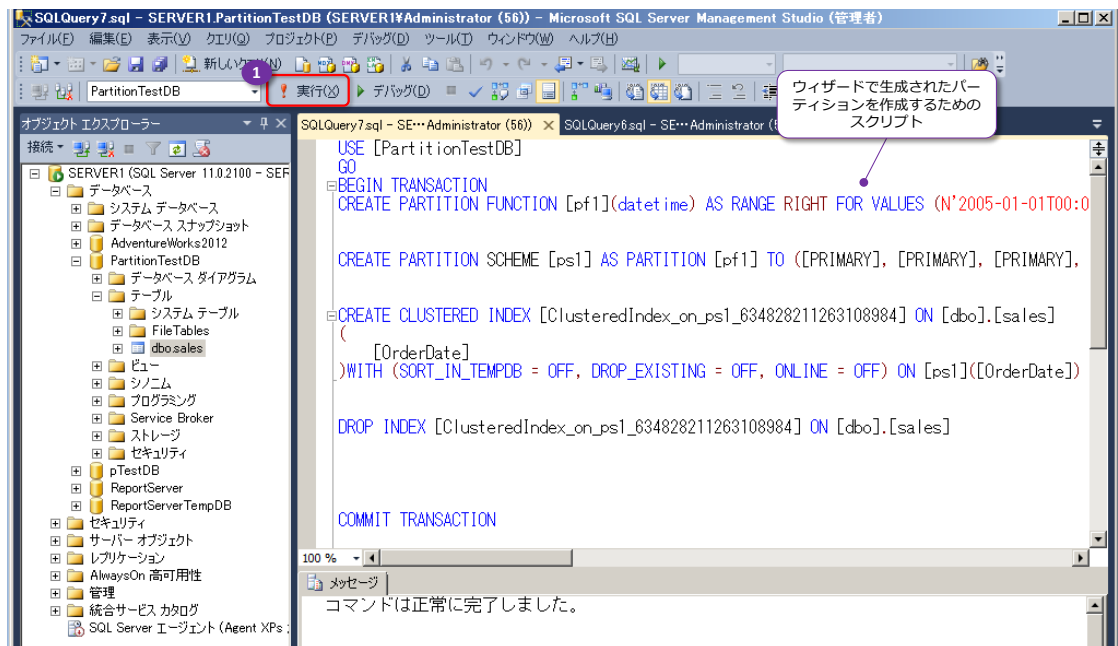 SQLQuery7.sql - SERVER1.PartitionTestDB (SERVER1¥Administrator (56)) - Microsoft SQL Server Management Studio (管理者)
ファイル(F) 編集(E) 表示(V) クエリ(Q) プロジェクト(P) デバッグ(D) ツール(T) ウィンドウ(W) ヘルプ(H)
新しいクエリ(N)
1
PartitionTestDB
実行(X)
デバッグ(D)
ウィザードで生成されたパー
ティションを作成するための
スクリプト
オブジェクト エクスプローラー
接続
SERVER1 (SQL Server 11.0.2100 - SER
データベース
システム データベース
データベース スナップショット
AdventureWorks2012
PartitionTestDB
データベース ダイアグラム
テーブル
システム テーブル
FileTables
dbo.sales
ビュー
シノニム
プログラミング
Service Broker
ストレージ
セキュリティ
pTestDB
ReportServer
ReportServerTempDB
セキュリティ
サーバー オブジェクト
レプリケーション
AlwaysOn 高可用性
管理
統合サービス カタログ
SQL Server エージェント (Agent XPs
SQLQuery7.sql - SE…Administrator (56))
SQLQuery6.sql - SE…Administrator (5
USE [PartitionTestDB]
GO
BEGIN TRANSACTION
CREATE PARTITION FUNCTION [pf1](datetime) AS RANGE RIGHT FOR VALUES (N'2005-01-01T00:0
CREATE PARTITION SCHEME [ps1] AS PARTITION [pf1] TO ([PRIMARY], [PRIMARY], [PRIMARY],
CREATE CLUSTERED INDEX [ClusteredIndex_on_ps1_634828211263108984] ON [dbo].[sales]
(
[OrderDate]
)WITH (SORT_IN_TEMPDB = OFF, DROP_EXISTING = OFF, ONLINE = OFF) ON [ps1]([OrderDate])
DROP INDEX [ClusteredIndex_on_ps1_634828211263108984] ON [dbo].[sales]
COMMIT TRANSACTION
100 %
メッセージ
コマンドは正常に完了しました。